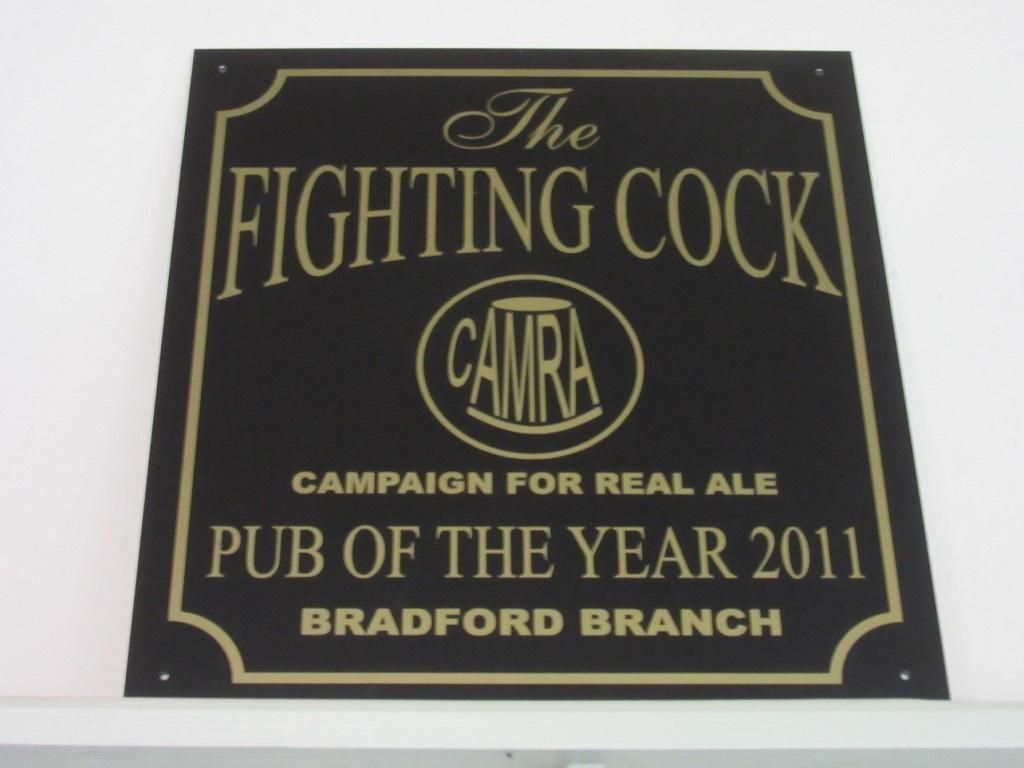 The
FIGHTING COCK
CAMRA
CAMPAIGN FOR REAL ALE
PUB OF THE YEAR 2011
BRADFORD BRANCH